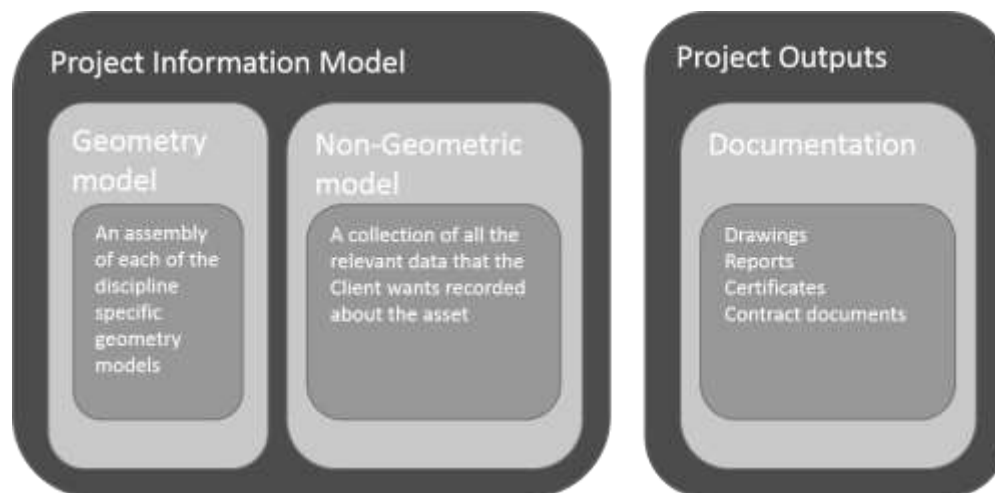 Project Information Model
Geometry
model
An assembly
of each of the
discipline
specific
geometry
models
Non-Geometric
model
A collection of all the
relevant data that the
Client wants recorded
about the asset
Project Outputs
Documentation
Drawings
Reports
Certificates
Contract documents